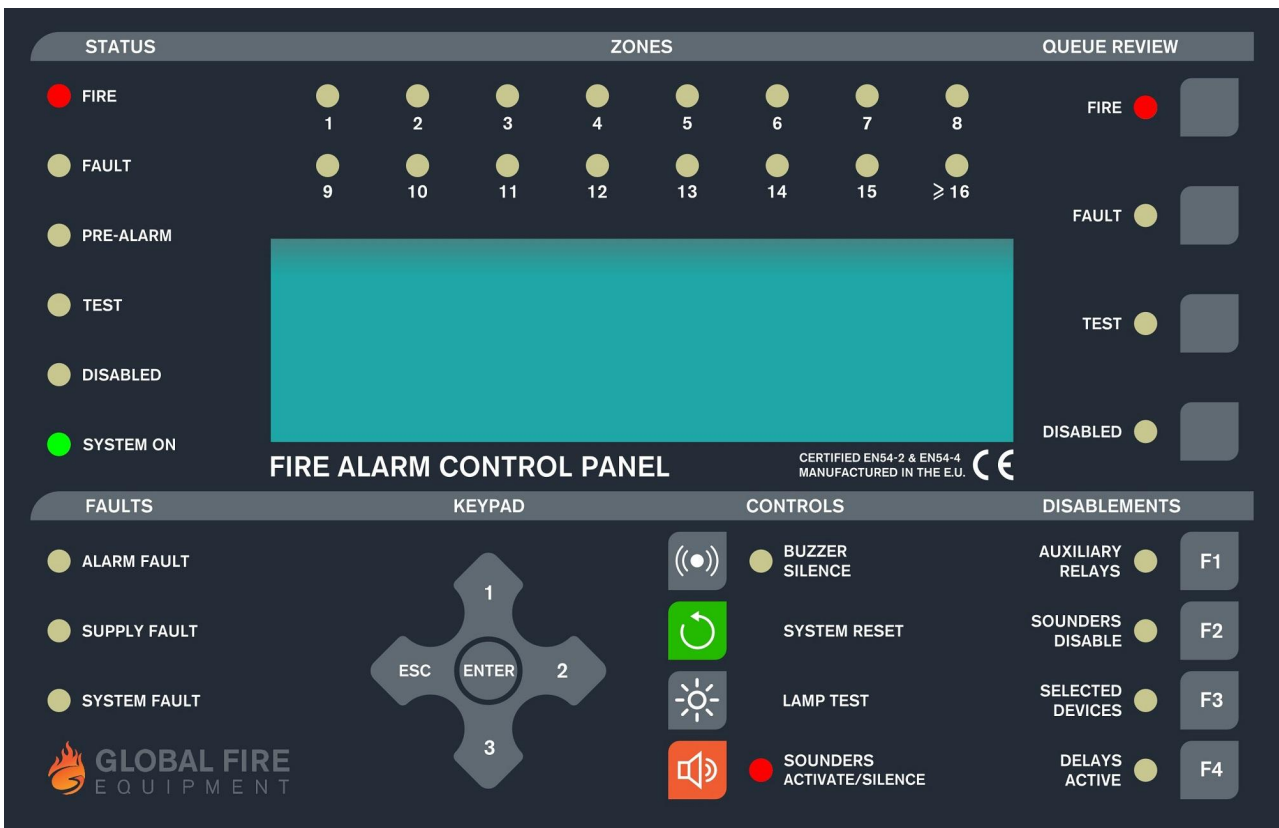 STATUS
ZONES
QUEUE REVIEW
FIRE
1 2 3 4 5 6 7 8
FIRE
FAULT
9 10 11 12 13 14 15 ⩾16
FAULT
PRE-ALARM
TEST
TEST
DISABLED
DISABLED
SYSTEM ON
FIRE ALARM CONTROL PANEL
CERTIFIED EN54-2 & EN54-4
MANUFACTURED IN THE E.U.
CE
FAULTS
KEYPAD
CONTROLS
DISABLEMENTS
ALARM FAULT
SUPPLY FAULT
SYSTEM FAULT
1
ESC ENTER 2
3
BUZZER
SILENCE
SYSTEM RESET
LAMP TEST
SOUNDERS
ACTIVATE/SILENCE
AUXILIARY
RELAYS
F1
SOUNDERS
DISABLE
F2
SELECTED
DEVICES
F3
DELAYS
ACTIVE
F4
GLOBAL FIRE
EQUIPMENT